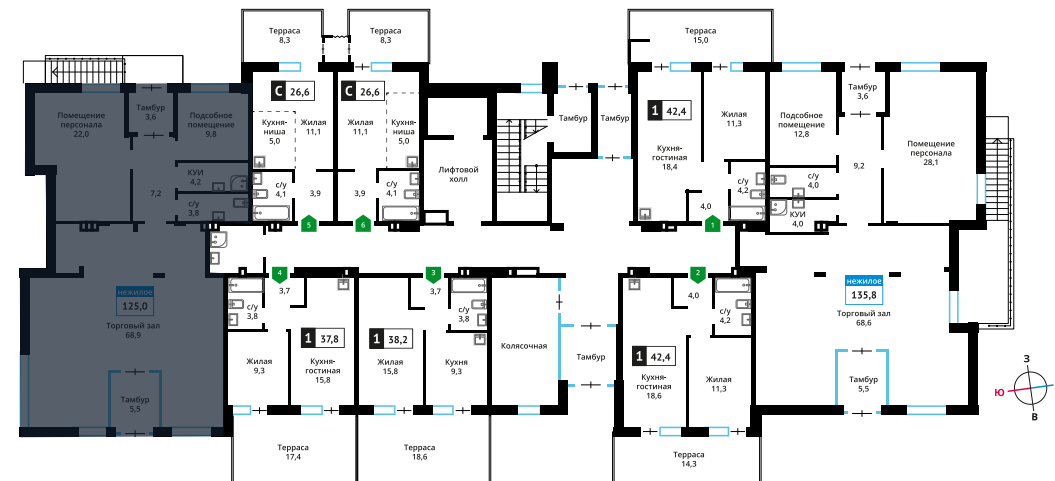 Терраса
8,3
Терраса
8,3
Терраса
15,0
С 26,6
С 26,6
1 42,4
Помещение
персонала
22,0
Тамбур
3,6
Подсобное
помещение
9,8
Кухня-
ниша
5,0
Жилая
11,1
Жилая
11,1
Кухня-
ниша
5,0
Лифтовой
холл
Тамбур
Тамбур
Кухня-
гостиная
18,4
Жилая
11,3
Подсобное
помещение
12,8
Тамбур
3,6
Помещение
персонала
28,1
7,2
КУИ
4,2
с/у
3,8
с/у
4,1
3,9
3,9
с/у
4,1
4,0
с/у
4,2
с/у
4,0
КУИ
4,0
9,2
5
6
1
4
3
2
нежилое
125,0
Торговый зал
68,9
Тамбур
5,5
с/у
3,8
3,7
1 37,8
Жилая
9,3
Кухня-
гостиная
15,8
3,7
с/у
3,8
1 38,2
Жилая
15,8
Кухня
9,3
Колясочная
Тамбур
4,0
с/у
4,2
1 42,4
Кухня-
гостиная
18,6
Жилая
11,3
нежилое
135,8
Торговый зал
68,6
Тамбур
5,5
Терраса
17,4
Терраса
18,6
Терраса
14,3
З
Ю
В